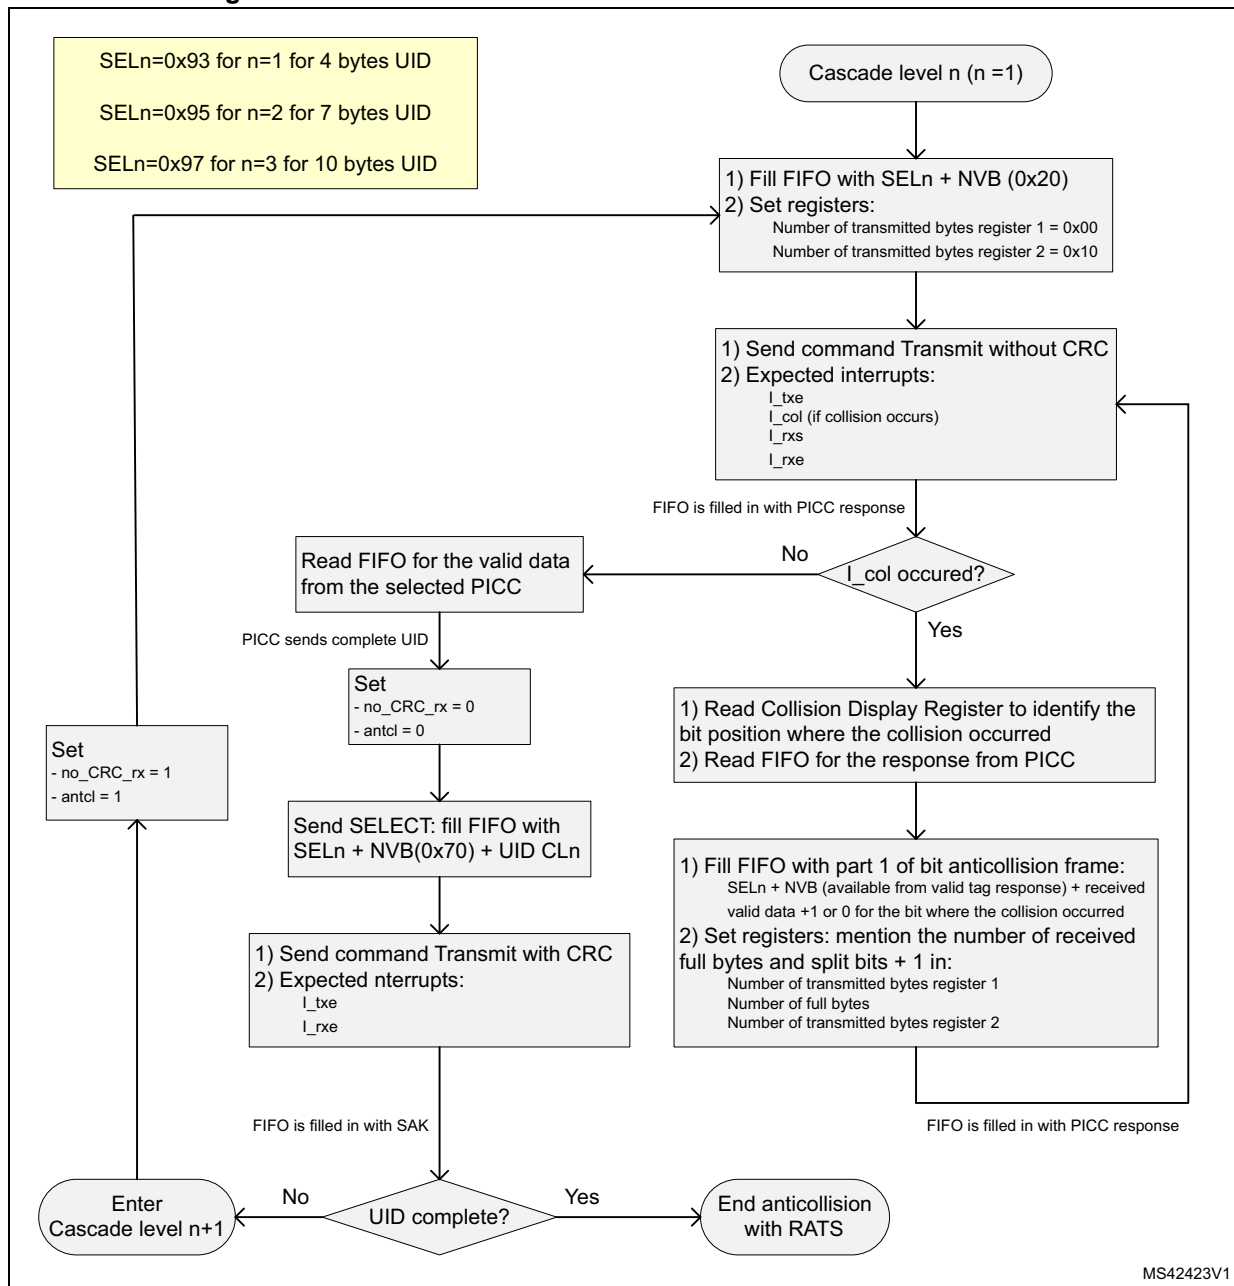 SELn=0x93 for n=1 for 4 bytes UID
SELn=0x95 for n=2 for 7 bytes UID
SELn=0x97 for n=3 for 10 bytes UID
Cascade level n (n =1)
1) Fill FIFO with SELn + NVB (0x20)
2) Set registers:
Number of transmitted bytes register 1 = 0x00
Number of transmitted bytes register 2 = 0x10
1) Send command Transmit without CRC
2) Expected interrupts:
I_txe
I_col (if collision occurs)
I_rxs
I_rxe
FIFO is filled in with PICC response
I_col occured?
No
Yes
Read FIFO for the valid data
from the selected PICC
PICC sends complete UID
Set
- no_CRC_rx = 0
- antcl = 0
Send SELECT: fill FIFO with
SELn + NVB(0x70) + UID CLn
1) Send command Transmit with CRC
2) Expected nterrupts:
I_txe
I_rxe
FIFO is filled in with SAK
1) Read Collision Display Register to identify the
bit position where the collision occurred
2) Read FIFO for the response from PICC
1) Fill FIFO with part 1 of bit anticollision frame:
SELn + NVB (available from valid tag response) + received
valid data +1 or 0 for the bit where the collision occurred
2) Set registers: mention the number of received
full bytes and split bits + 1 in:
Number of transmitted bytes register 1
Number of full bytes
Number of transmitted bytes register 2
FIFO is filled in with PICC response
UID complete?
No
Yes
End anticollision
with RATS
Enter
Cascade level n+1
Set
- no_CRC_rx = 1
- antcl = 1
MS42423V1